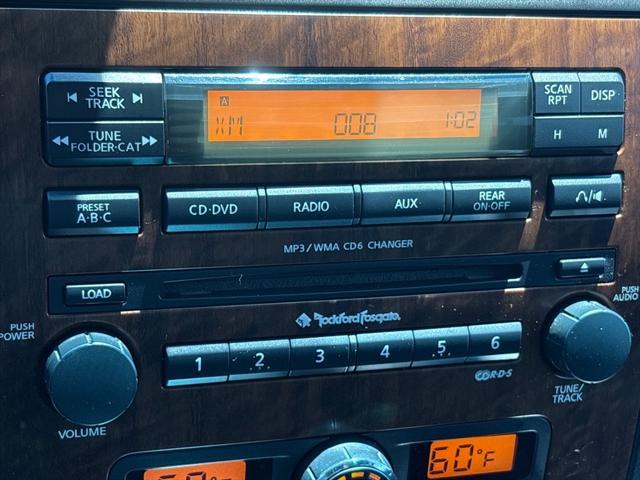 SEEK
TRACK
TUNE
FOLDER·CAT
A
XM 008 1:02
SCAN
RPT
DISP
H M
PRESET
A·B·C
CD·DVD RADIO AUX REAR
ON·OFF
MP3/WMA CD6 CHANGER
LOAD
PUSH
POWER
PUSH
AUDIO
Rockford Fosgate
1 2 3 4 5 6
R·D·S
VOLUME
TUNE/
TRACK
60°F